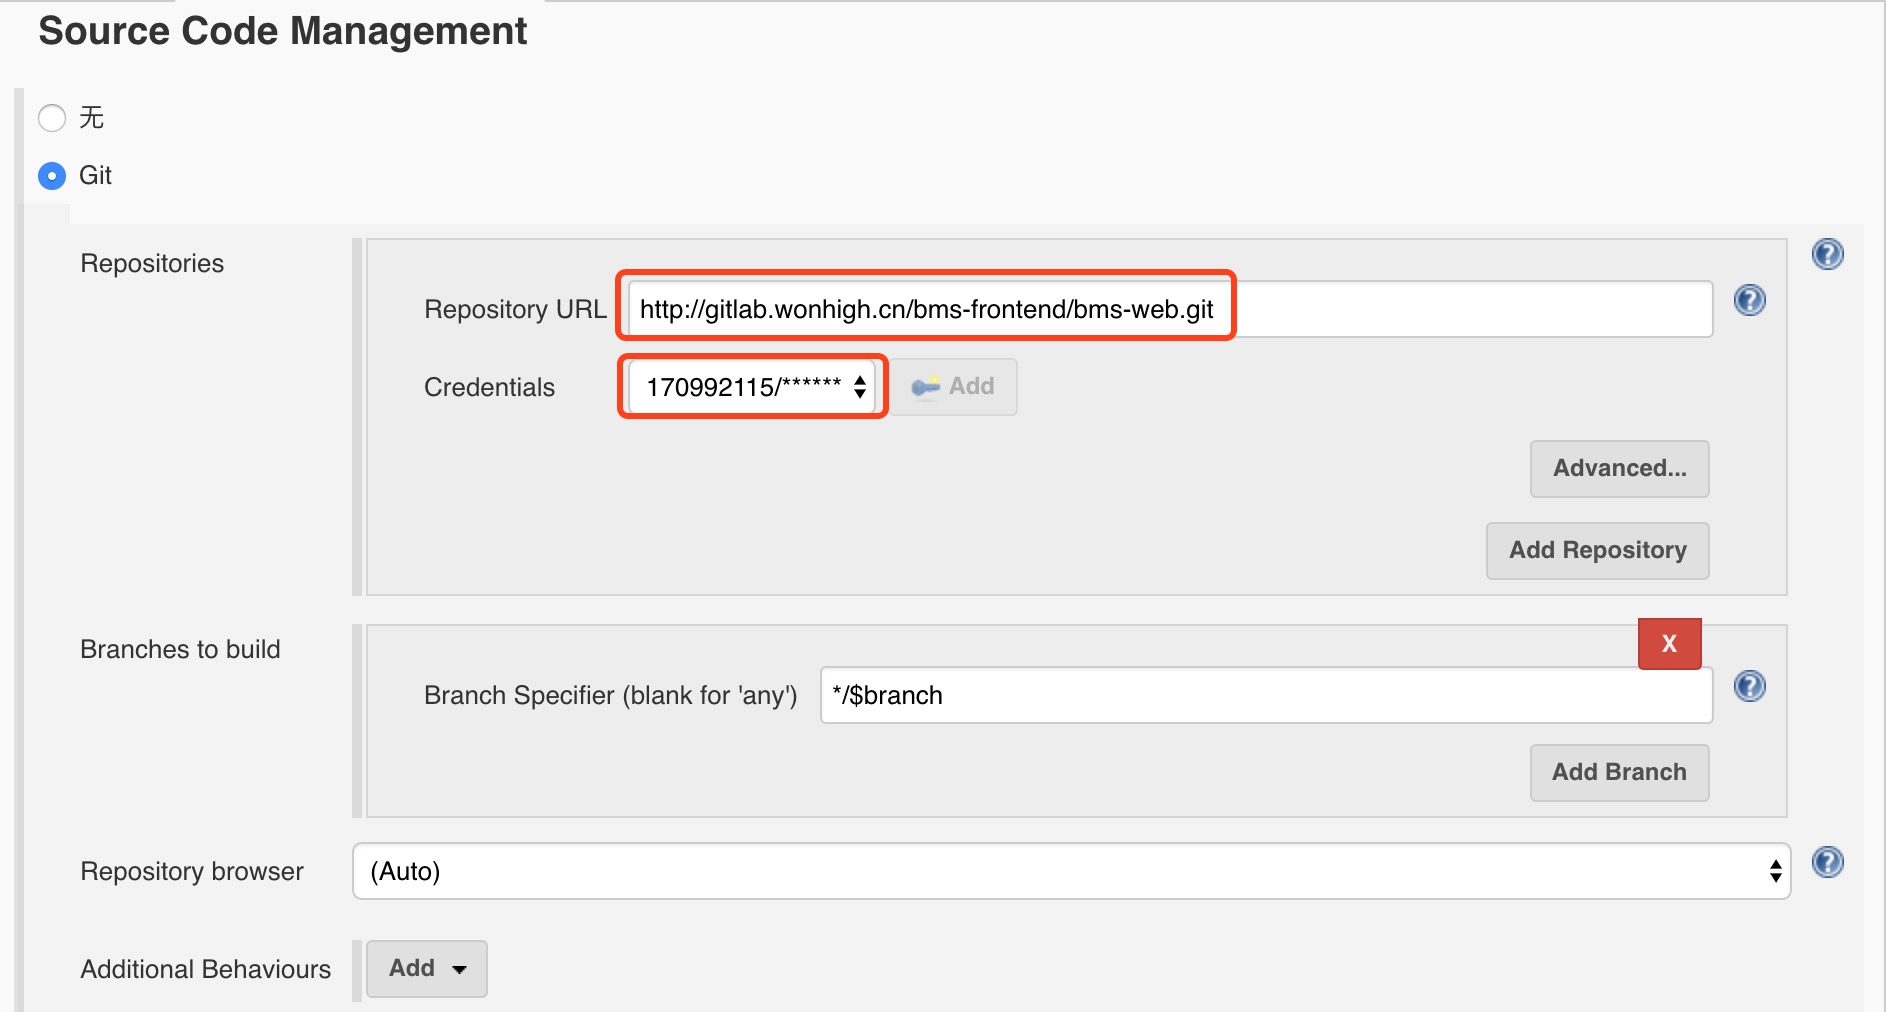 Source Code Management
无
Git
Repositories
Repository URL http://gitlab.wonhigh.cn/bms-frontend/bms-web.git
Credentials 170992115/****** Add
Advanced...
Add Repository
Branches to build
X
Branch Specifier (blank for 'any') */$branch
Add Branch
Repository browser (Auto)
Additional Behaviours Add